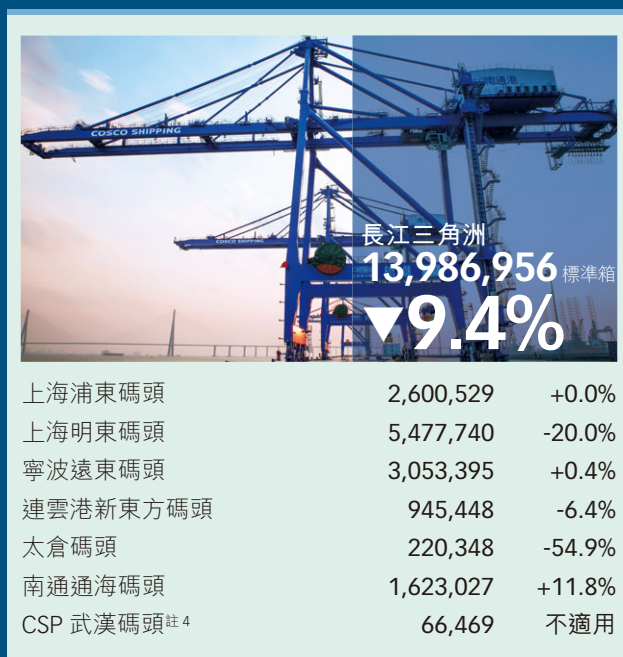 南通港
COSCO SHIPPING
COSCO SHIPPING
長江三角洲
13,986,956 標準箱
▼9.4%
上海浦東碼頭 2,600,529 +0.0%
上海明東碼頭 5,477,740 -20.0%
寧波遠東碼頭 3,053,395 +0.4%
連雲港新東方碼頭 945,448 -6.4%
太倉碼頭 220,348 -54.9%
南通通海碼頭 1,623,027 +11.8%
CSP 武漢碼頭註 4 66,469 不適用